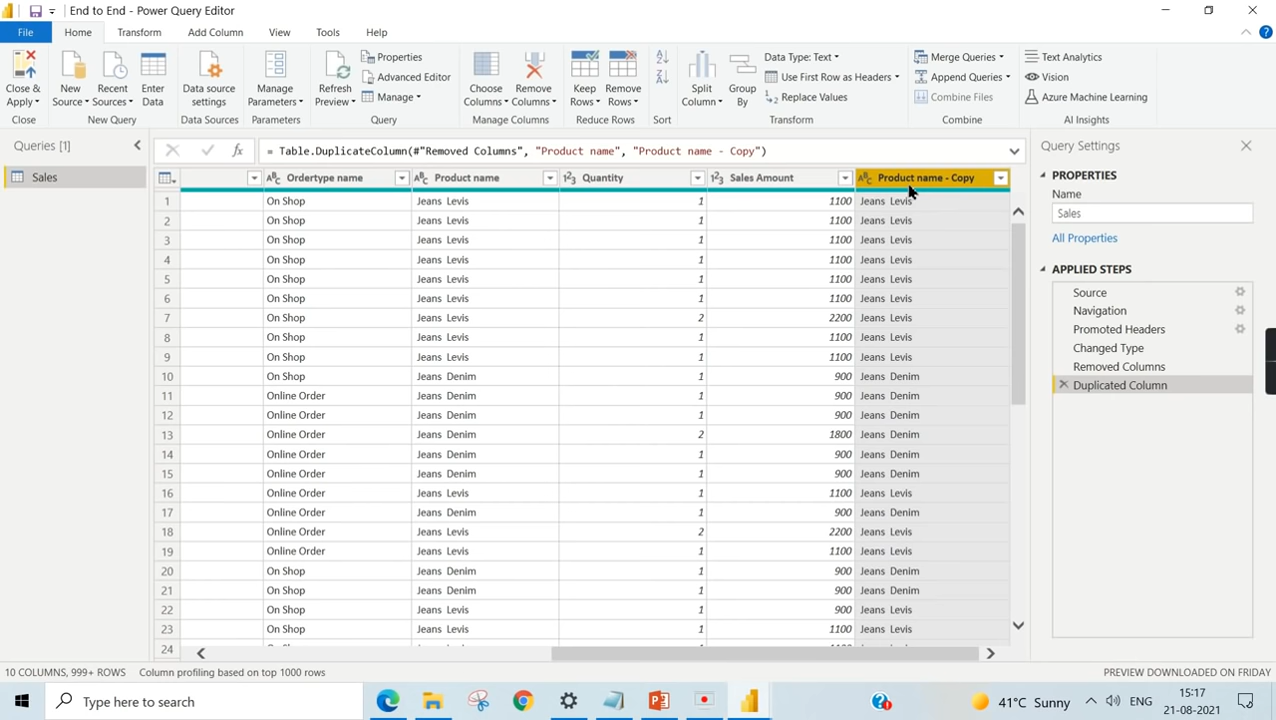 End to End - Power Query Editor
File Home Transform Add Column View Tools Help
Close & Apply
New Source
Recent Sources
Enter Data
Data source settings
Manage Parameters
Refresh Preview
Properties
Advanced Editor
Manage
Choose Columns
Remove Columns
Keep Rows
Remove Rows
Split Column
Group By
Data Type: Text
Use First Row as Headers
Replace Values
Merge Queries
Append Queries
Combine Files
Text Analytics
Vision
Azure Machine Learning
Close New Query Data Sources Parameters Query Manage Columns Reduce Rows Sort Transform Combine AI Insights
Queries [1]
Sales
fx = Table.DuplicateColumn(#"Removed Columns", "Product name", "Product name - Copy")
Ordertype name Product name Quantity Sales Amount Product name - Copy
1 On Shop Jeans Levis 1 1100 Jeans Levis
2 On Shop Jeans Levis 1 1100 Jeans Levis
3 On Shop Jeans Levis 1 1100 Jeans Levis
4 On Shop Jeans Levis 1 1100 Jeans Levis
5 On Shop Jeans Levis 1 1100 Jeans Levis
6 On Shop Jeans Levis 1 1100 Jeans Levis
7 On Shop Jeans Levis 2 2200 Jeans Levis
8 On Shop Jeans Levis 1 1100 Jeans Levis
9 On Shop Jeans Levis 1 1100 Jeans Levis
10 On Shop Jeans Denim 1 900 Jeans Denim
11 Online Order Jeans Denim 1 900 Jeans Denim
12 Online Order Jeans Denim 1 900 Jeans Denim
13 Online Order Jeans Denim 2 1800 Jeans Denim
14 Online Order Jeans Denim 1 900 Jeans Denim
15 Online Order Jeans Denim 1 900 Jeans Denim
16 Online Order Jeans Levis 1 1100 Jeans Levis
17 Online Order Jeans Denim 1 900 Jeans Denim
18 Online Order Jeans Levis 2 2200 Jeans Levis
19 Online Order Jeans Levis 1 1100 Jeans Levis
20 On Shop Jeans Denim 1 900 Jeans Denim
21 On Shop Jeans Denim 1 900 Jeans Denim
22 On Shop Jeans Levis 1 900 Jeans Levis
23 On Shop Jeans Levis 1 1100 Jeans Levis
24
Query Settings
PROPERTIES
Name
Sales
All Properties
APPLIED STEPS
Source
Navigation
Promoted Headers
Changed Type
Removed Columns
Duplicated Column
10 COLUMNS, 999+ ROWS Column profiling based on top 1000 rows PREVIEW DOWNLOADED ON FRIDAY
Type here to search
41°C Sunny
ENG
15:17
21-08-2021